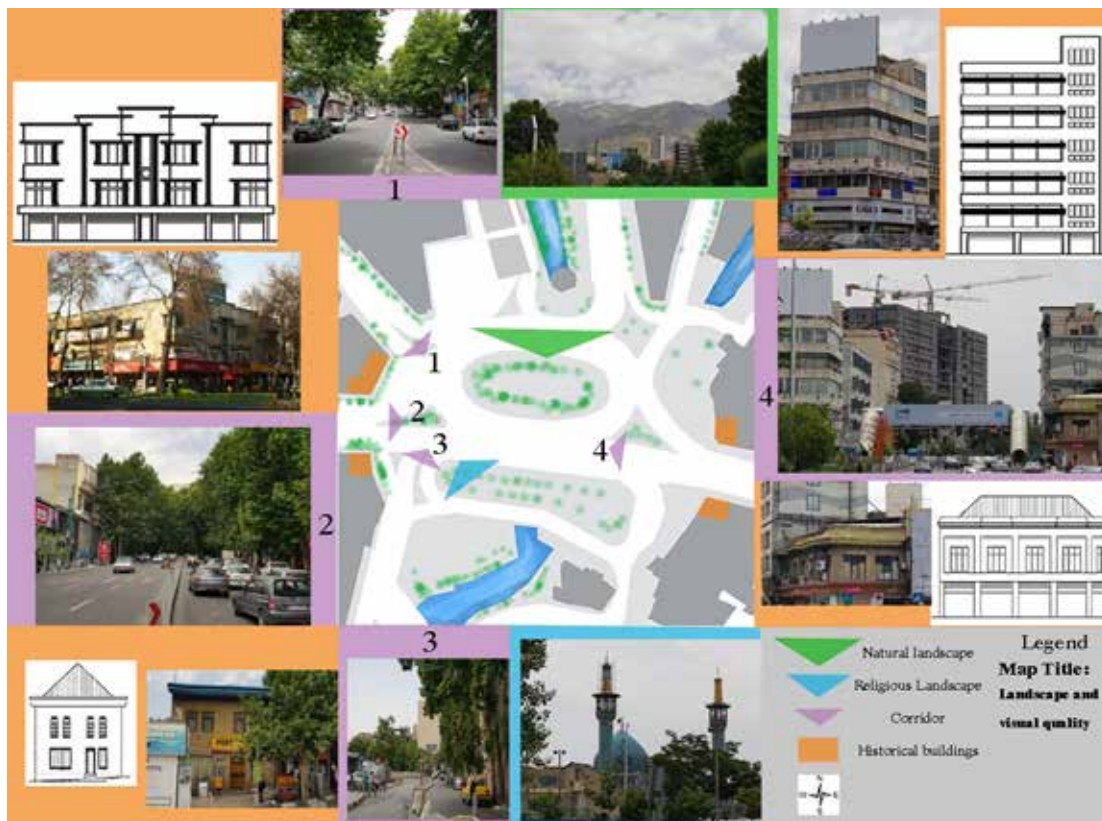 1
4
2
3
1
2
3
4
Natural landscape
Religious Landscape
Corridor
Historical buildings
Legend
Map Title:
Landscape and
visual quality
N
S